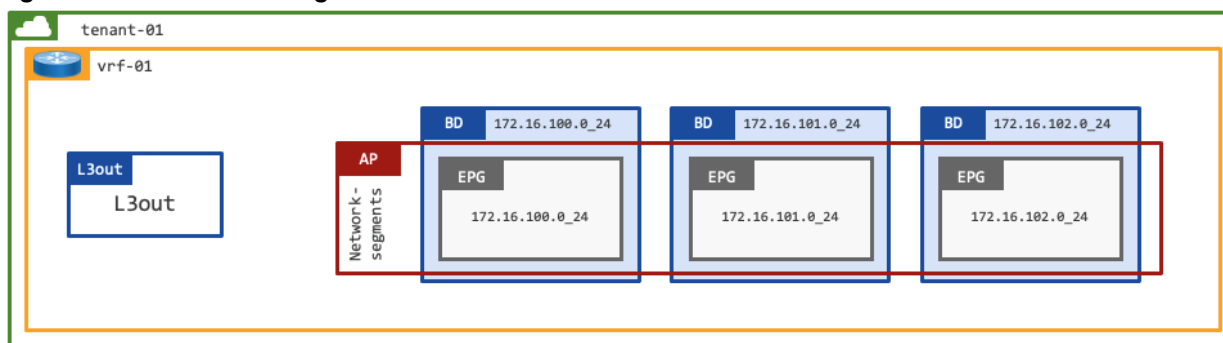 tenant-01
vrf-01
L3out
L3out
AP
Network-
segments
BD 172.16.100.0_24
EPG
172.16.100.0_24
BD 172.16.101.0_24
EPG
172.16.101.0_24
BD 172.16.102.0_24
EPG
172.16.102.0_24